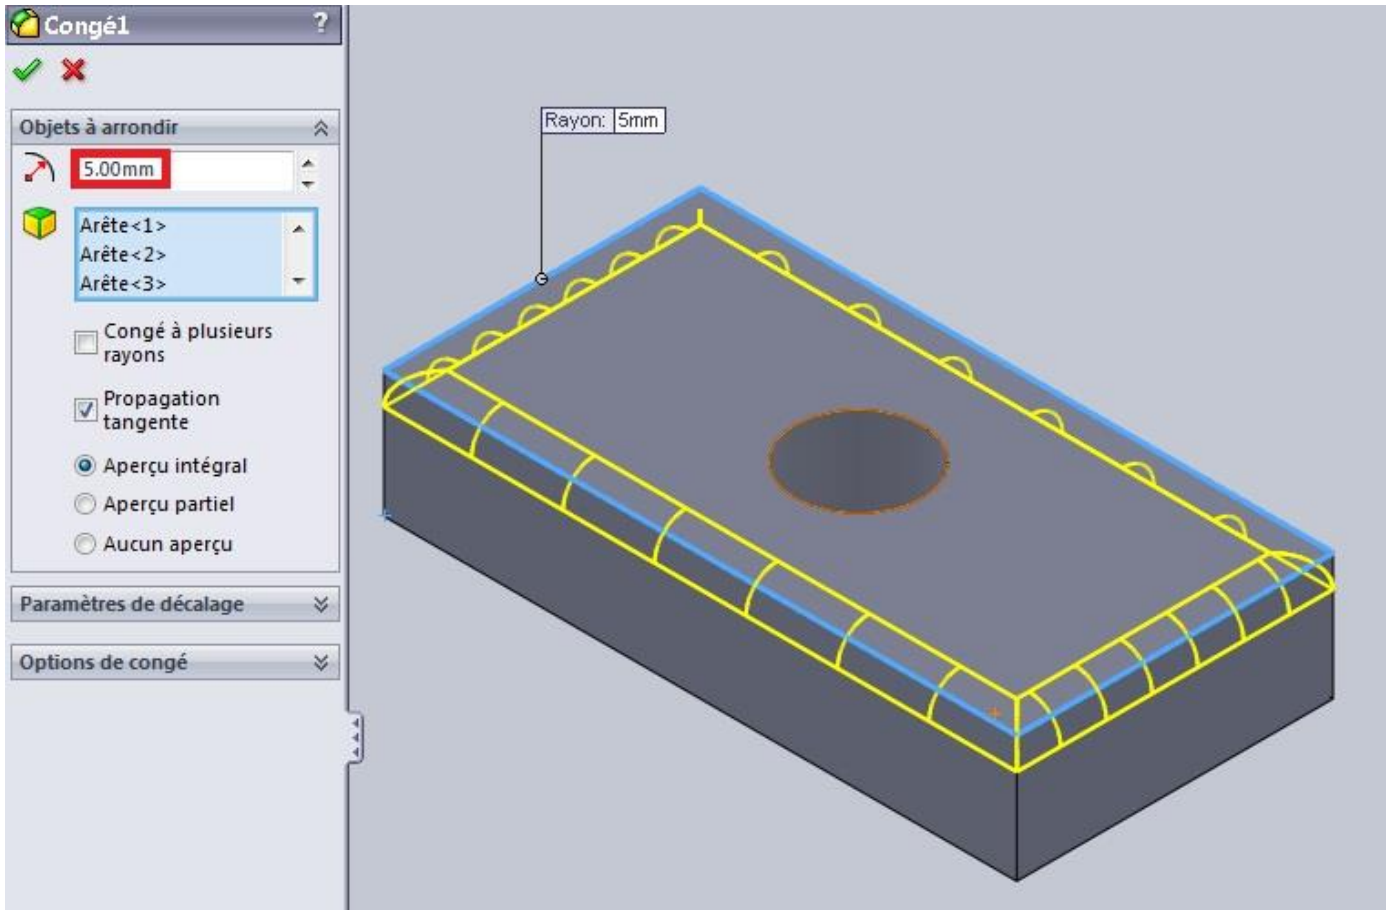 Congé1 ?
Objets à arrondir
5.00mm
Arête<1>
Arête<2>
Arête<3>
Congé à plusieurs
rayons
Propagation
tangente
Aperçu intégral
Aperçu partiel
Aucun aperçu
Paramètres de décalage
Options de congé
Rayon: 5mm